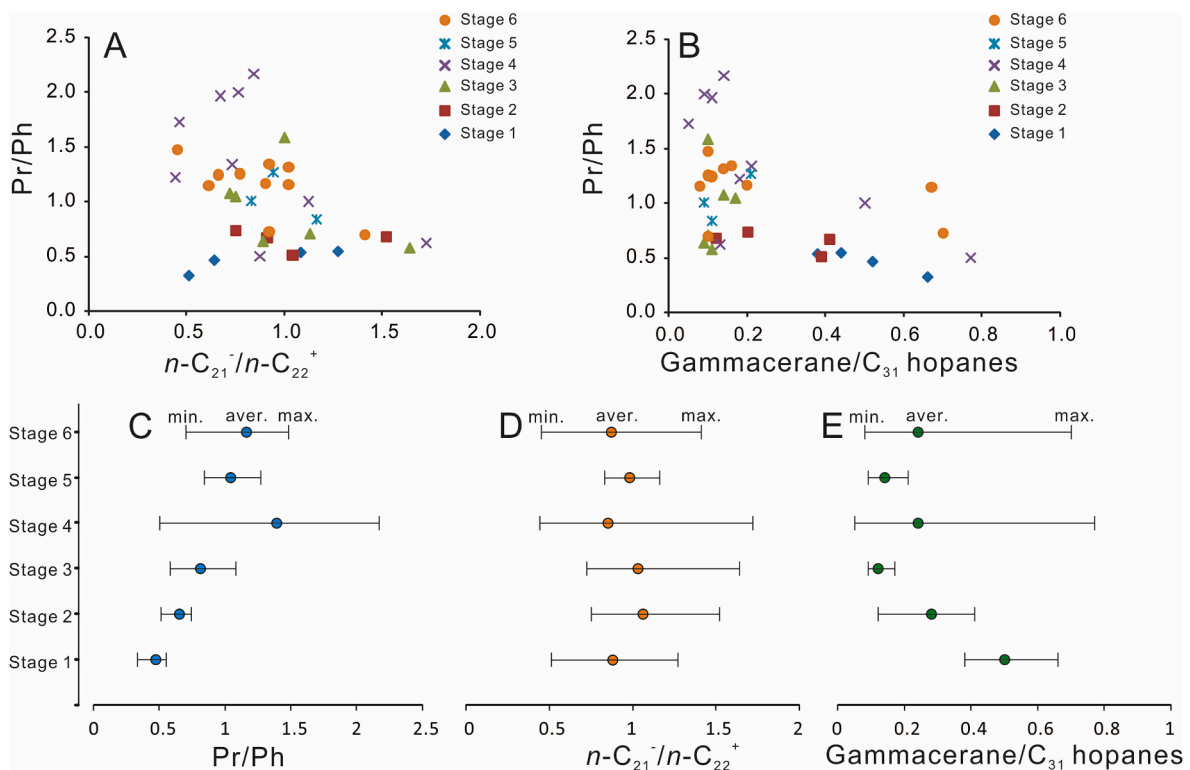 A
Pr/Ph
2.5
2.0
1.5
1.0
0.5
0.0
0.0 0.5 1.0 1.5 2.0
n-C₂₁⁻/n-C₂₂⁺
Stage 6
Stage 5
Stage 4
Stage 3
Stage 2
Stage 1
B
Pr/Ph
2.5
2.0
1.5
1.0
0.5
0.0
0.0 0.2 0.4 0.6 0.8 1.0
Gammacerane/C₃₁ hopanes
Stage 6
Stage 5
Stage 4
Stage 3
Stage 2
Stage 1
Stage 6
Stage 5
Stage 4
Stage 3
Stage 2
Stage 1
C
min. aver. max.
0 0.5 1 1.5 2 2.5
Pr/Ph
D
min. aver. max.
0 0.5 1 1.5 2
n-C₂₁⁻/n-C₂₂⁺
E
min. aver. max.
0 0.2 0.4 0.6 0.8 1
Gammacerane/C₃₁ hopanes